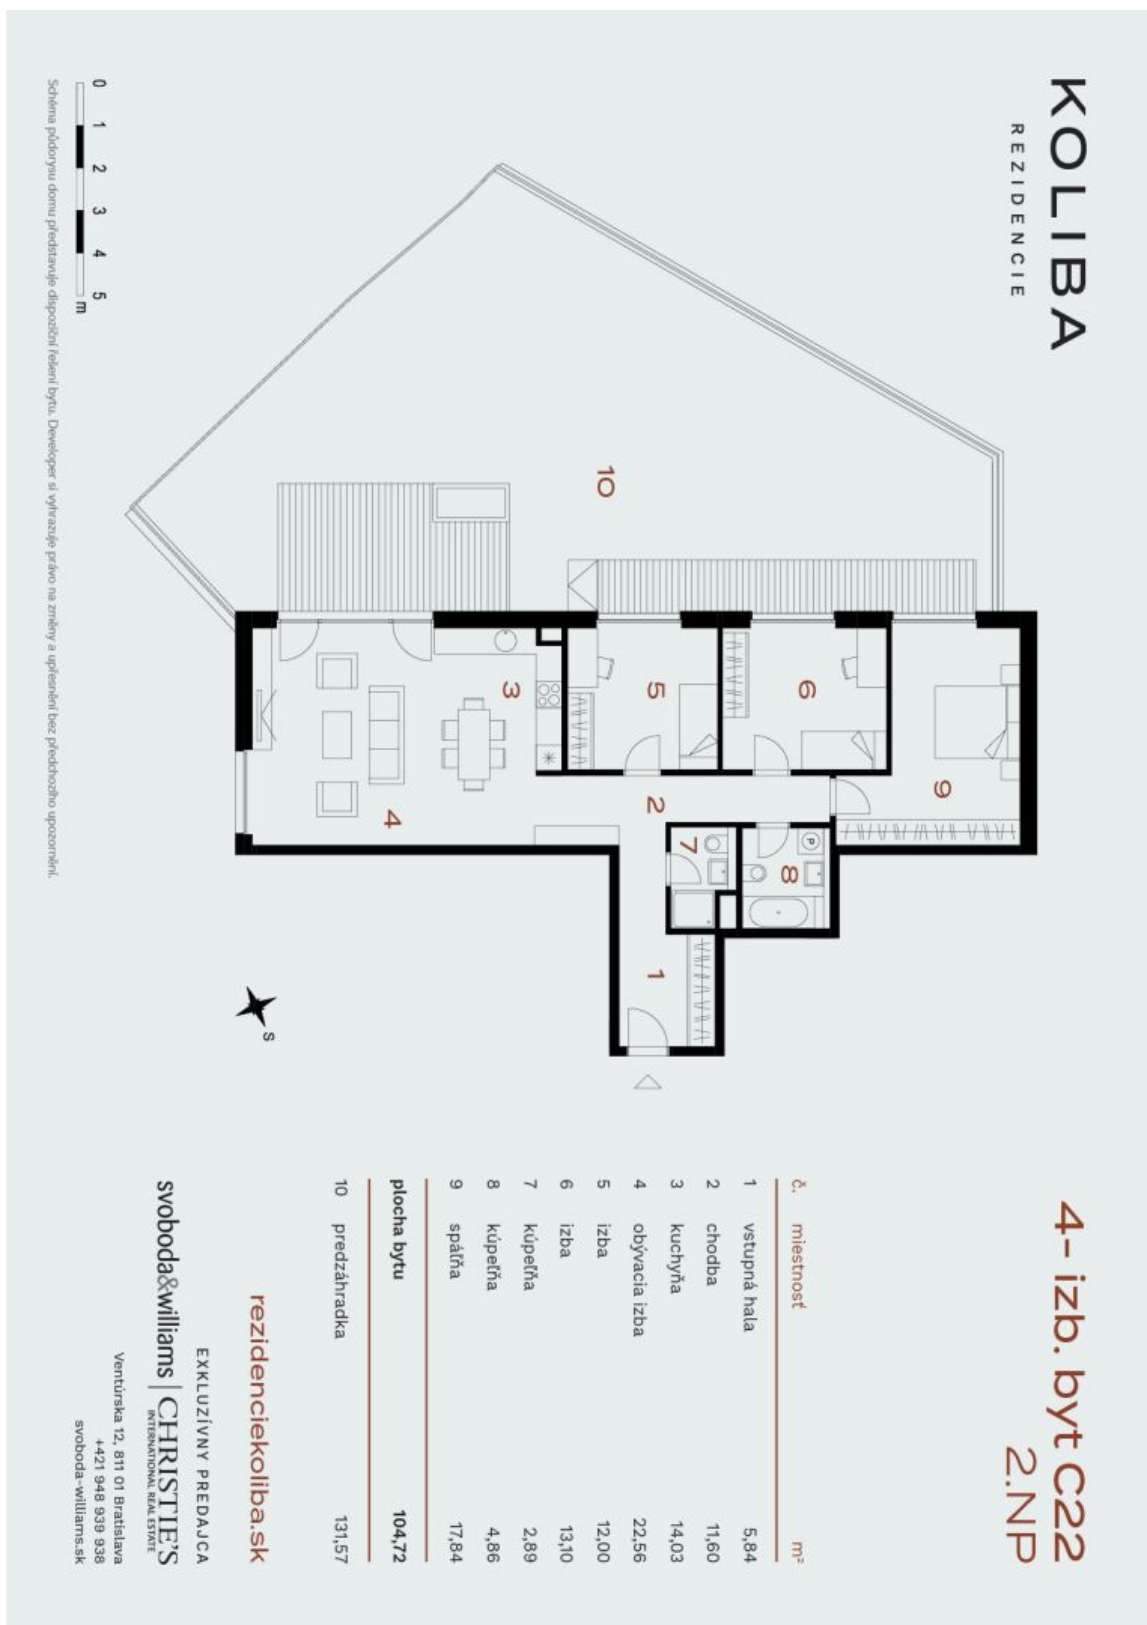 KOLIBA
REZIDENCIE
4- izb. byt C22
2.NP
č. miestnosť m²
1 vstupná hala 5,84
2 chodba 11,60
3 kuchyňa 14,03
4 obývacia izba 22,56
5 izba 12,00
6 izba 13,10
7 kúpeľňa 2,89
8 kúpeľňa 4,86
9 spáľňa 17,84
plocha bytu 104,72
10 predzáhradka 131,57
10
5
6
9
3
4
2
7
8
P
1
S
rezidenciekoliba.sk
EXKLUZÍVNY PREDAJCA
svoboda&williams | CHRISTIE'S
INTERNATIONAL REAL ESTATE
Ventúrska 12, 811 01 Bratislava
+421 948 939 938
svoboda-williams.sk
0 1 2 3 4 5 m
Schéma půdorysu domu představuje dispoziční řešení bytu. Developer si vyhrazuje právo na změny a upřesnění bez předchozího upozornění.